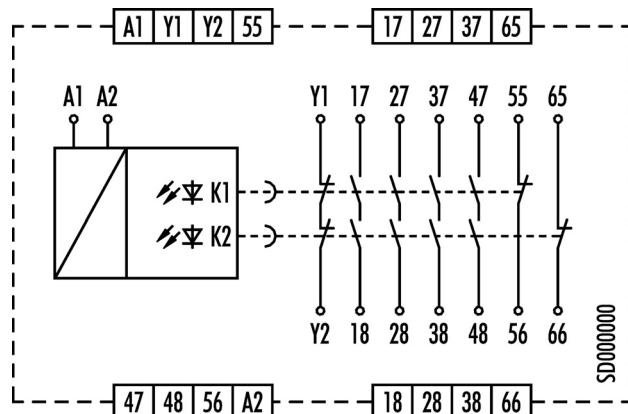 A1 Y1 Y2 55 17 27 37 65
A1 A2 Y1 17 27 37 47 55 65
K1
K2
Y2 18 28 38 48 56 66
SD000000
47 48 56 A2 18 28 38 66